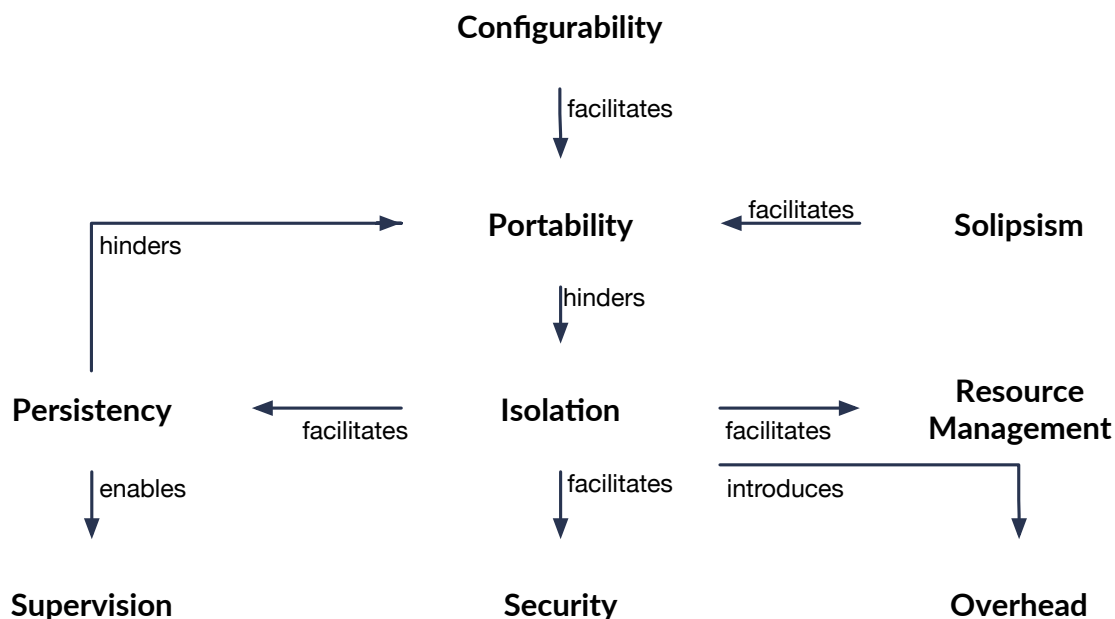 Configurability
facilitates
facilitates
Portability
Solipsism
hinders
hinders
Resource
Management
Persistency
Isolation
facilitates
facilitates
enables
facilitates
introduces
Supervision
Security
Overhead